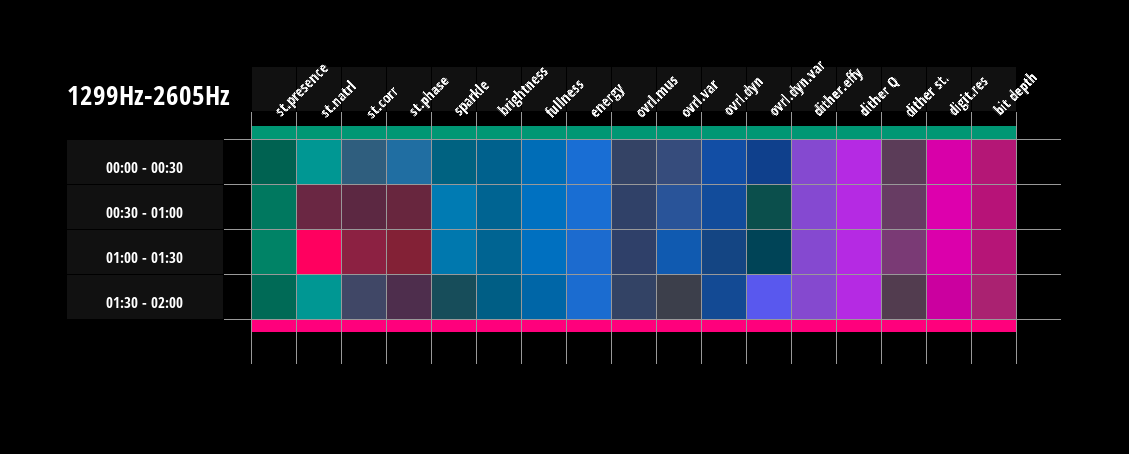 1299Hz-2605Hz
st.presence
st.natrl
st.corr
st.phase
sparkle
brightness
fullness
energy
ovrl.mus
ovrl.var
ovrl.dyn
ovrl.dyn.var
dither.effy
dither Q
dither st.
digit.res
bit depth
00:00 - 00:30
00:30 - 01:00
01:00 - 01:30
01:30 - 02:00